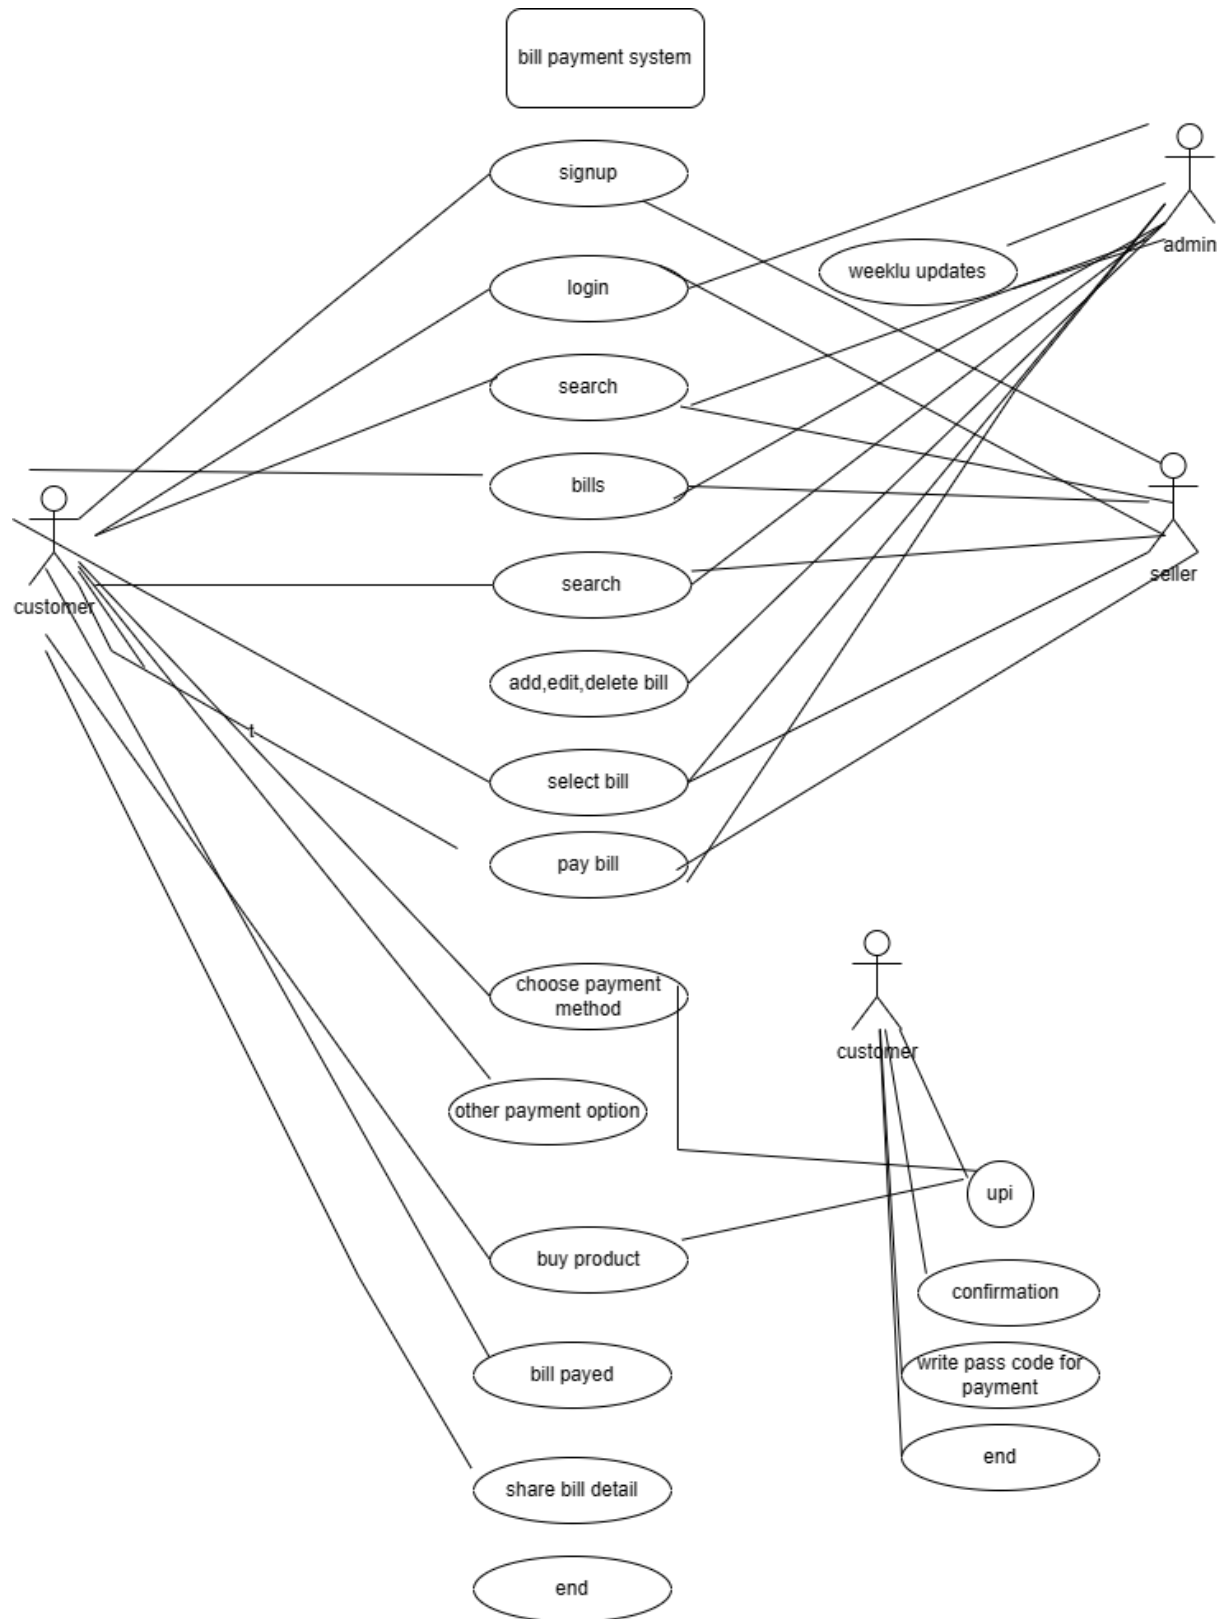 bill payment system
signup
admin
weeklu updates
login
search
bills
seller
search
customer
add,edit,delete bill
t
select bill
pay bill
choose payment
method
customer
other payment option
upi
buy product
confirmation
bill payed
write pass code for
payment
end
share bill detail
end